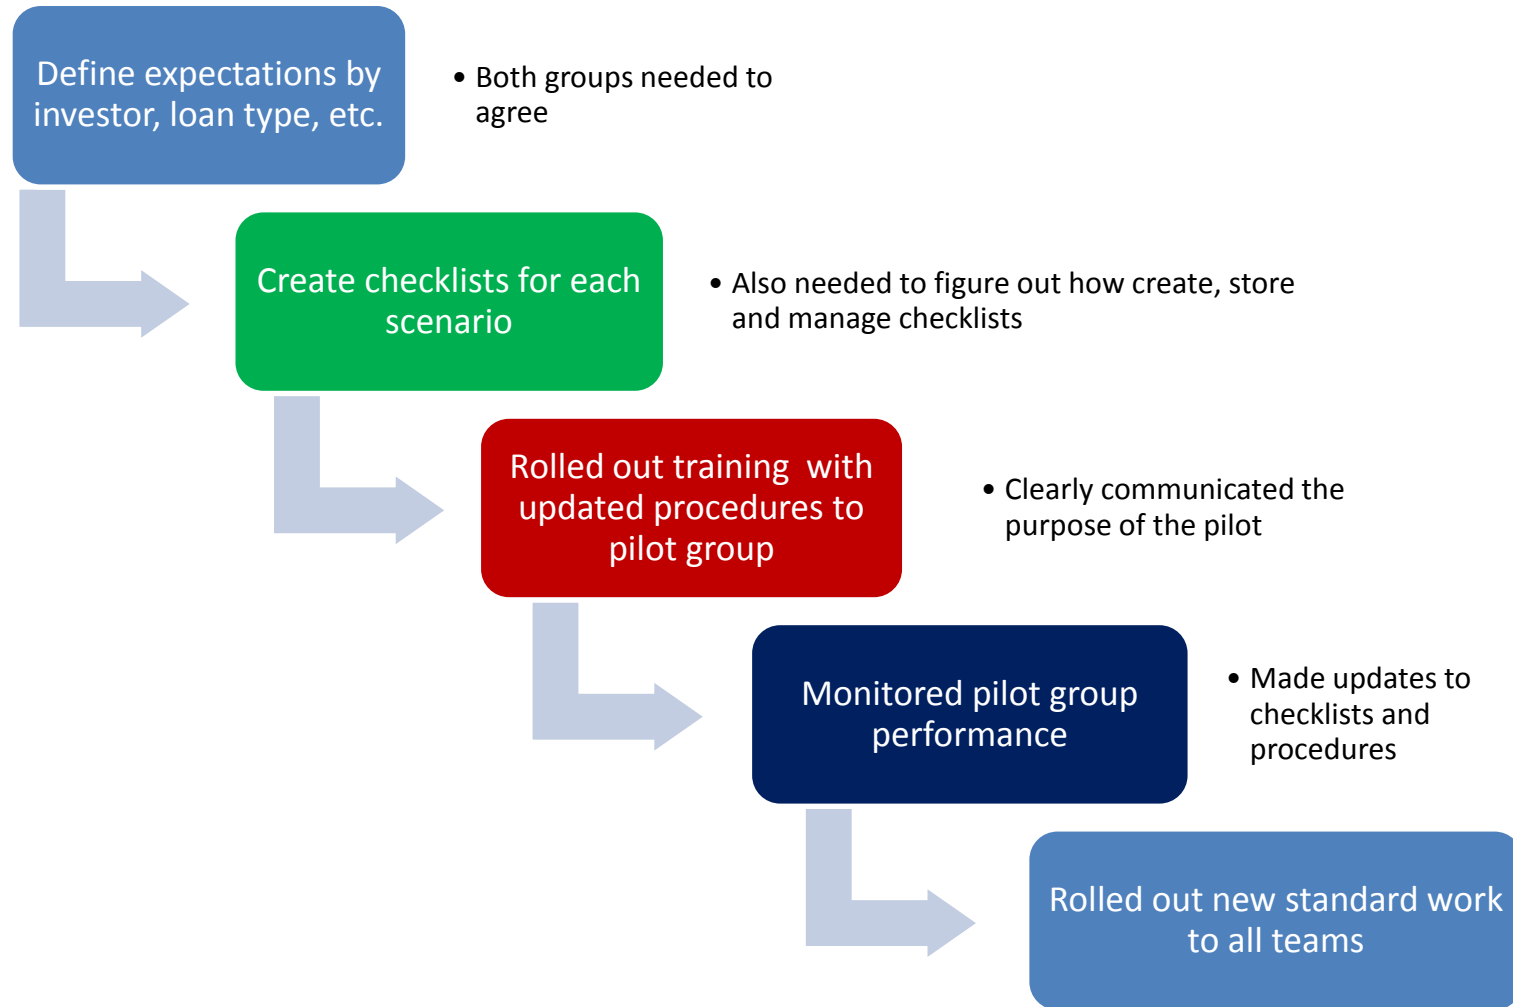 Define expectations by
investor, loan type, etc.
• Both groups needed to
agree
Create checklists for each
scenario
• Also needed to figure out how create, store
and manage checklists
Rolled out training  with
updated procedures to
pilot group
• Clearly communicated the
purpose of the pilot
Monitored pilot group
performance
• Made updates to
checklists and
procedures
Rolled out new standard work
to all teams